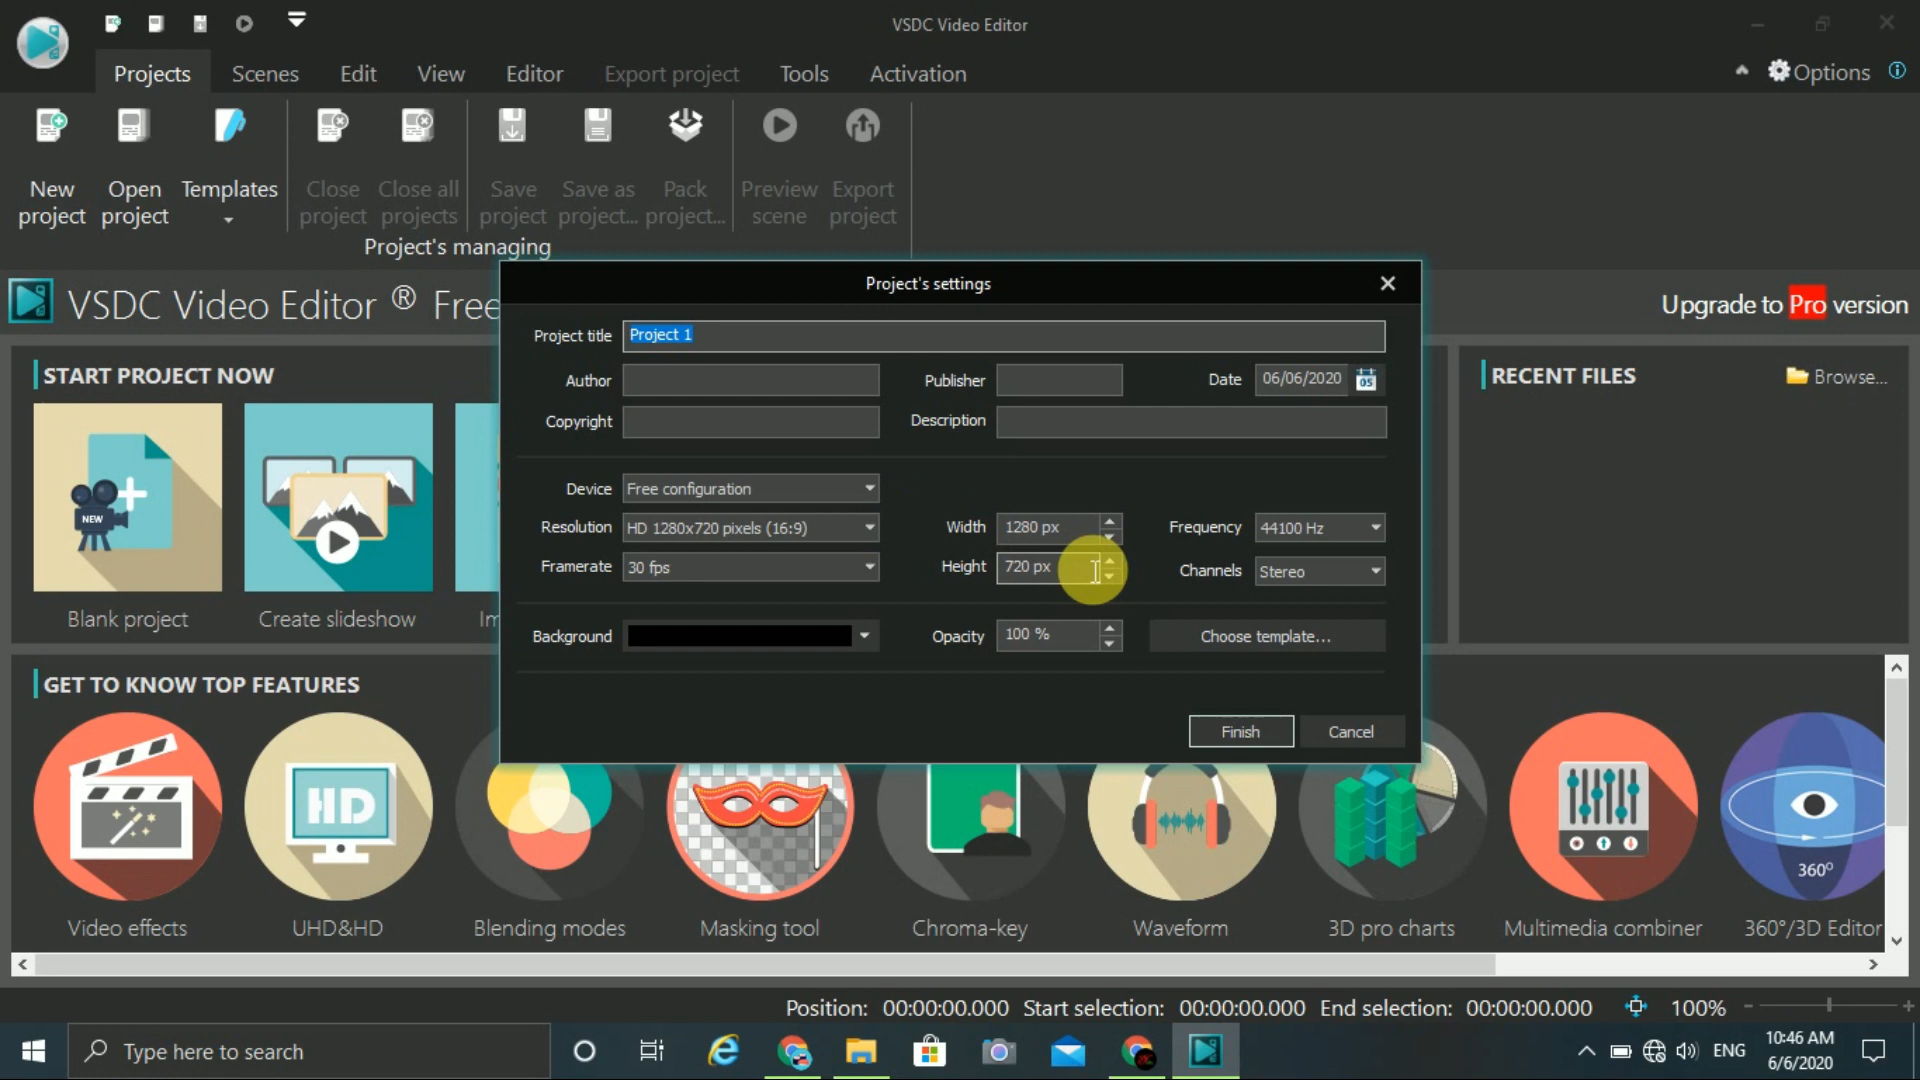 VSDC Video Editor
Projects Scenes Edit View Editor Export project Tools Activation Options
New project
Open project
Templates
Close project
Close all projects
Save project
Save as project...
Pack project...
Preview scene
Export project
Project's managing
VSDC Video Editor ® Free
Upgrade to Pro version
Project's settings
Project title Project 1
Author Publisher Date 06/06/2020 05
Copyright Description
Device Free configuration
Resolution HD 1280x720 pixels (16:9) Width 1280 px Frequency 44100 Hz
Framerate 30 fps Height 720 px Channels Stereo
Background Opacity 100 % Choose template...
Finish Cancel
START PROJECT NOW
NEW
Blank project Create slideshow Im
RECENT FILES Browse...
GET TO KNOW TOP FEATURES
HD
360°
Video effects UHD&HD Blending modes Masking tool Chroma-key Waveform 3D pro charts Multimedia combiner 360°/3D Editor
Position: 00:00:00.000 Start selection: 00:00:00.000 End selection: 00:00:00.000 100%
Type here to search
ENG
10:46 AM
6/6/2020